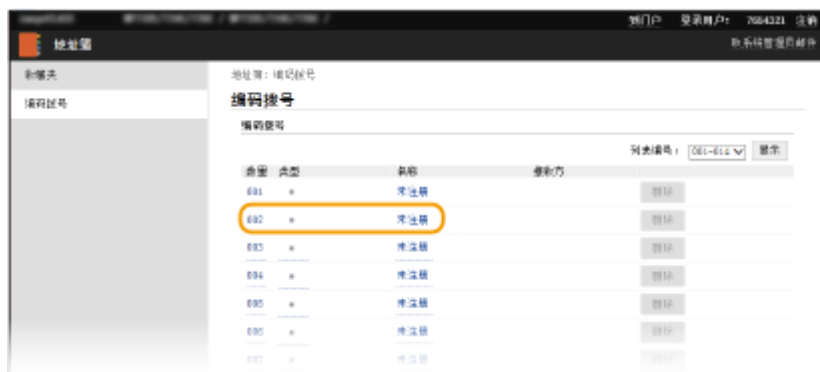 到门户 登录用户: 7654321 注销
地址簿
致系统管理员邮件
收藏夹
地址簿: 编码拨号
编码拨号
编码拨号
编码拨号
列表编号: 001-014 显示
数量 类型 名称 接收方
001 未注册 删除
002 未注册 删除
003 未注册 删除
004 未注册 删除
005 未注册 删除
006 未注册 删除
007 未注册 删除